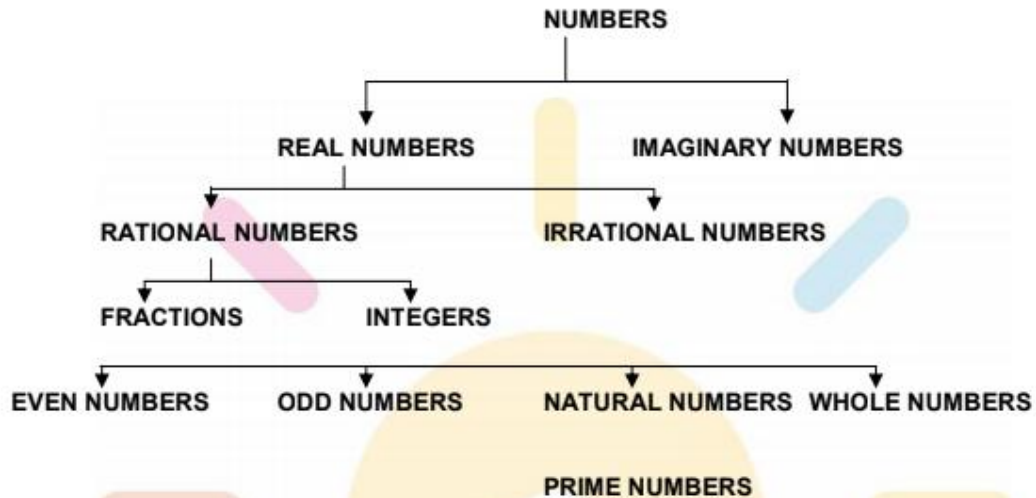 NUMBERS
REAL NUMBERS IMAGINARY NUMBERS
RATIONAL NUMBERS IRRATIONAL NUMBERS
FRACTIONS INTEGERS
EVEN NUMBERS ODD NUMBERS NATURAL NUMBERS WHOLE NUMBERS
PRIME NUMBERS